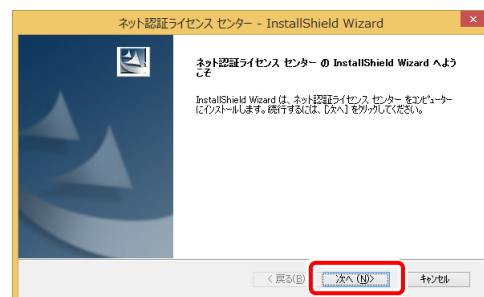 ネット認証ライセンス センター - InstallShield Wizard
ネット認証ライセンス センター の InstallShield Wizard へよう
こそ
InstallShield Wizard は、ネット認証ライセンス センター をコンピューター
にインストールします。続行するには、[次へ] をクリックしてください。
< 戻る(B)
次へ (N)>
キャンセル